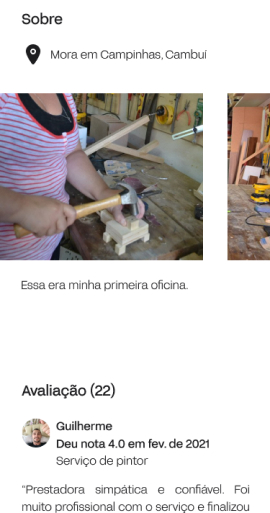 Sobre
Mora em Campinhas, Cambuí
Essa era minha primeira oficina.
Avaliação (22)
Guilherme
Deu nota 4.0 em fev. de 2021
Serviço de pintor
“Prestadora simpática e confiável. Foi
muito profissional com o serviço e finalizou